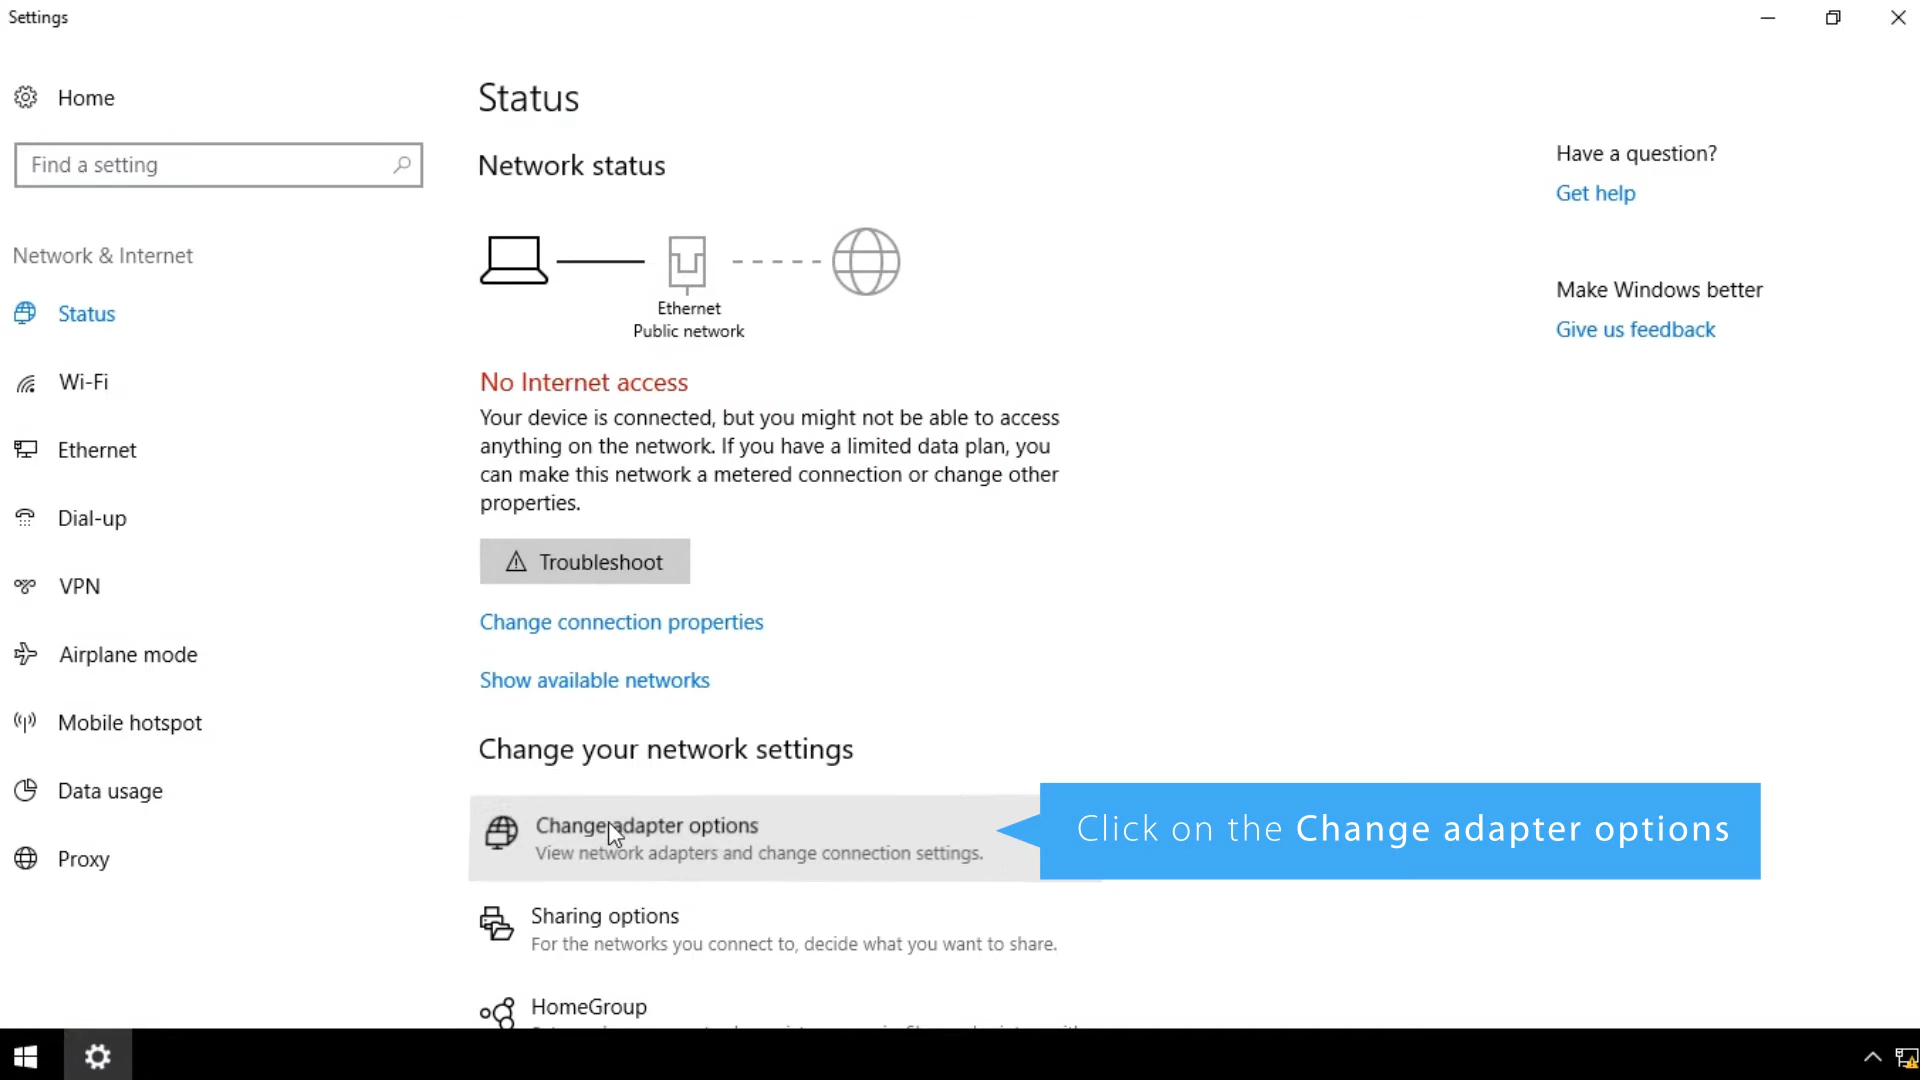 Settings
Home
Find a setting
Network & Internet
Status
Wi-Fi
Ethernet
Dial-up
VPN
Airplane mode
Mobile hotspot
Data usage
Proxy
Status
Network status
Ethernet
Public network
No Internet access
Your device is connected, but you might not be able to access
anything on the network. If you have a limited data plan, you
can make this network a metered connection or change other
properties.
Troubleshoot
Change connection properties
Show available networks
Change your network settings
Change adapter options
View network adapters and change connection settings.
Click on the Change adapter options
Sharing options
For the networks you connect to, decide what you want to share.
HomeGroup
Have a question?
Get help
Make Windows better
Give us feedback